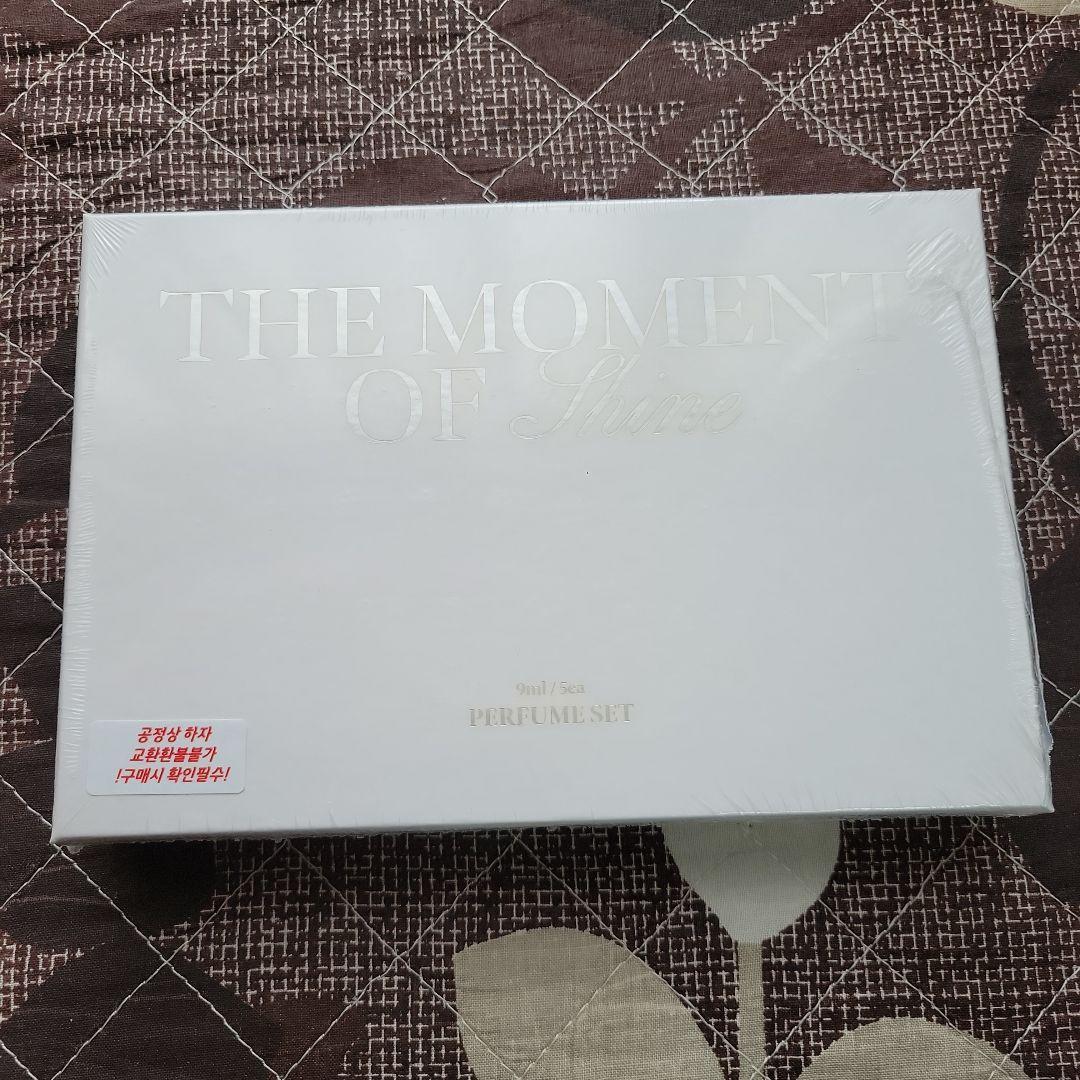 THE MOMENT
OF Shine
9ml / 5ea
PERFUME SET
공정상 하자
교환환불불가
!구매시 확인필수!